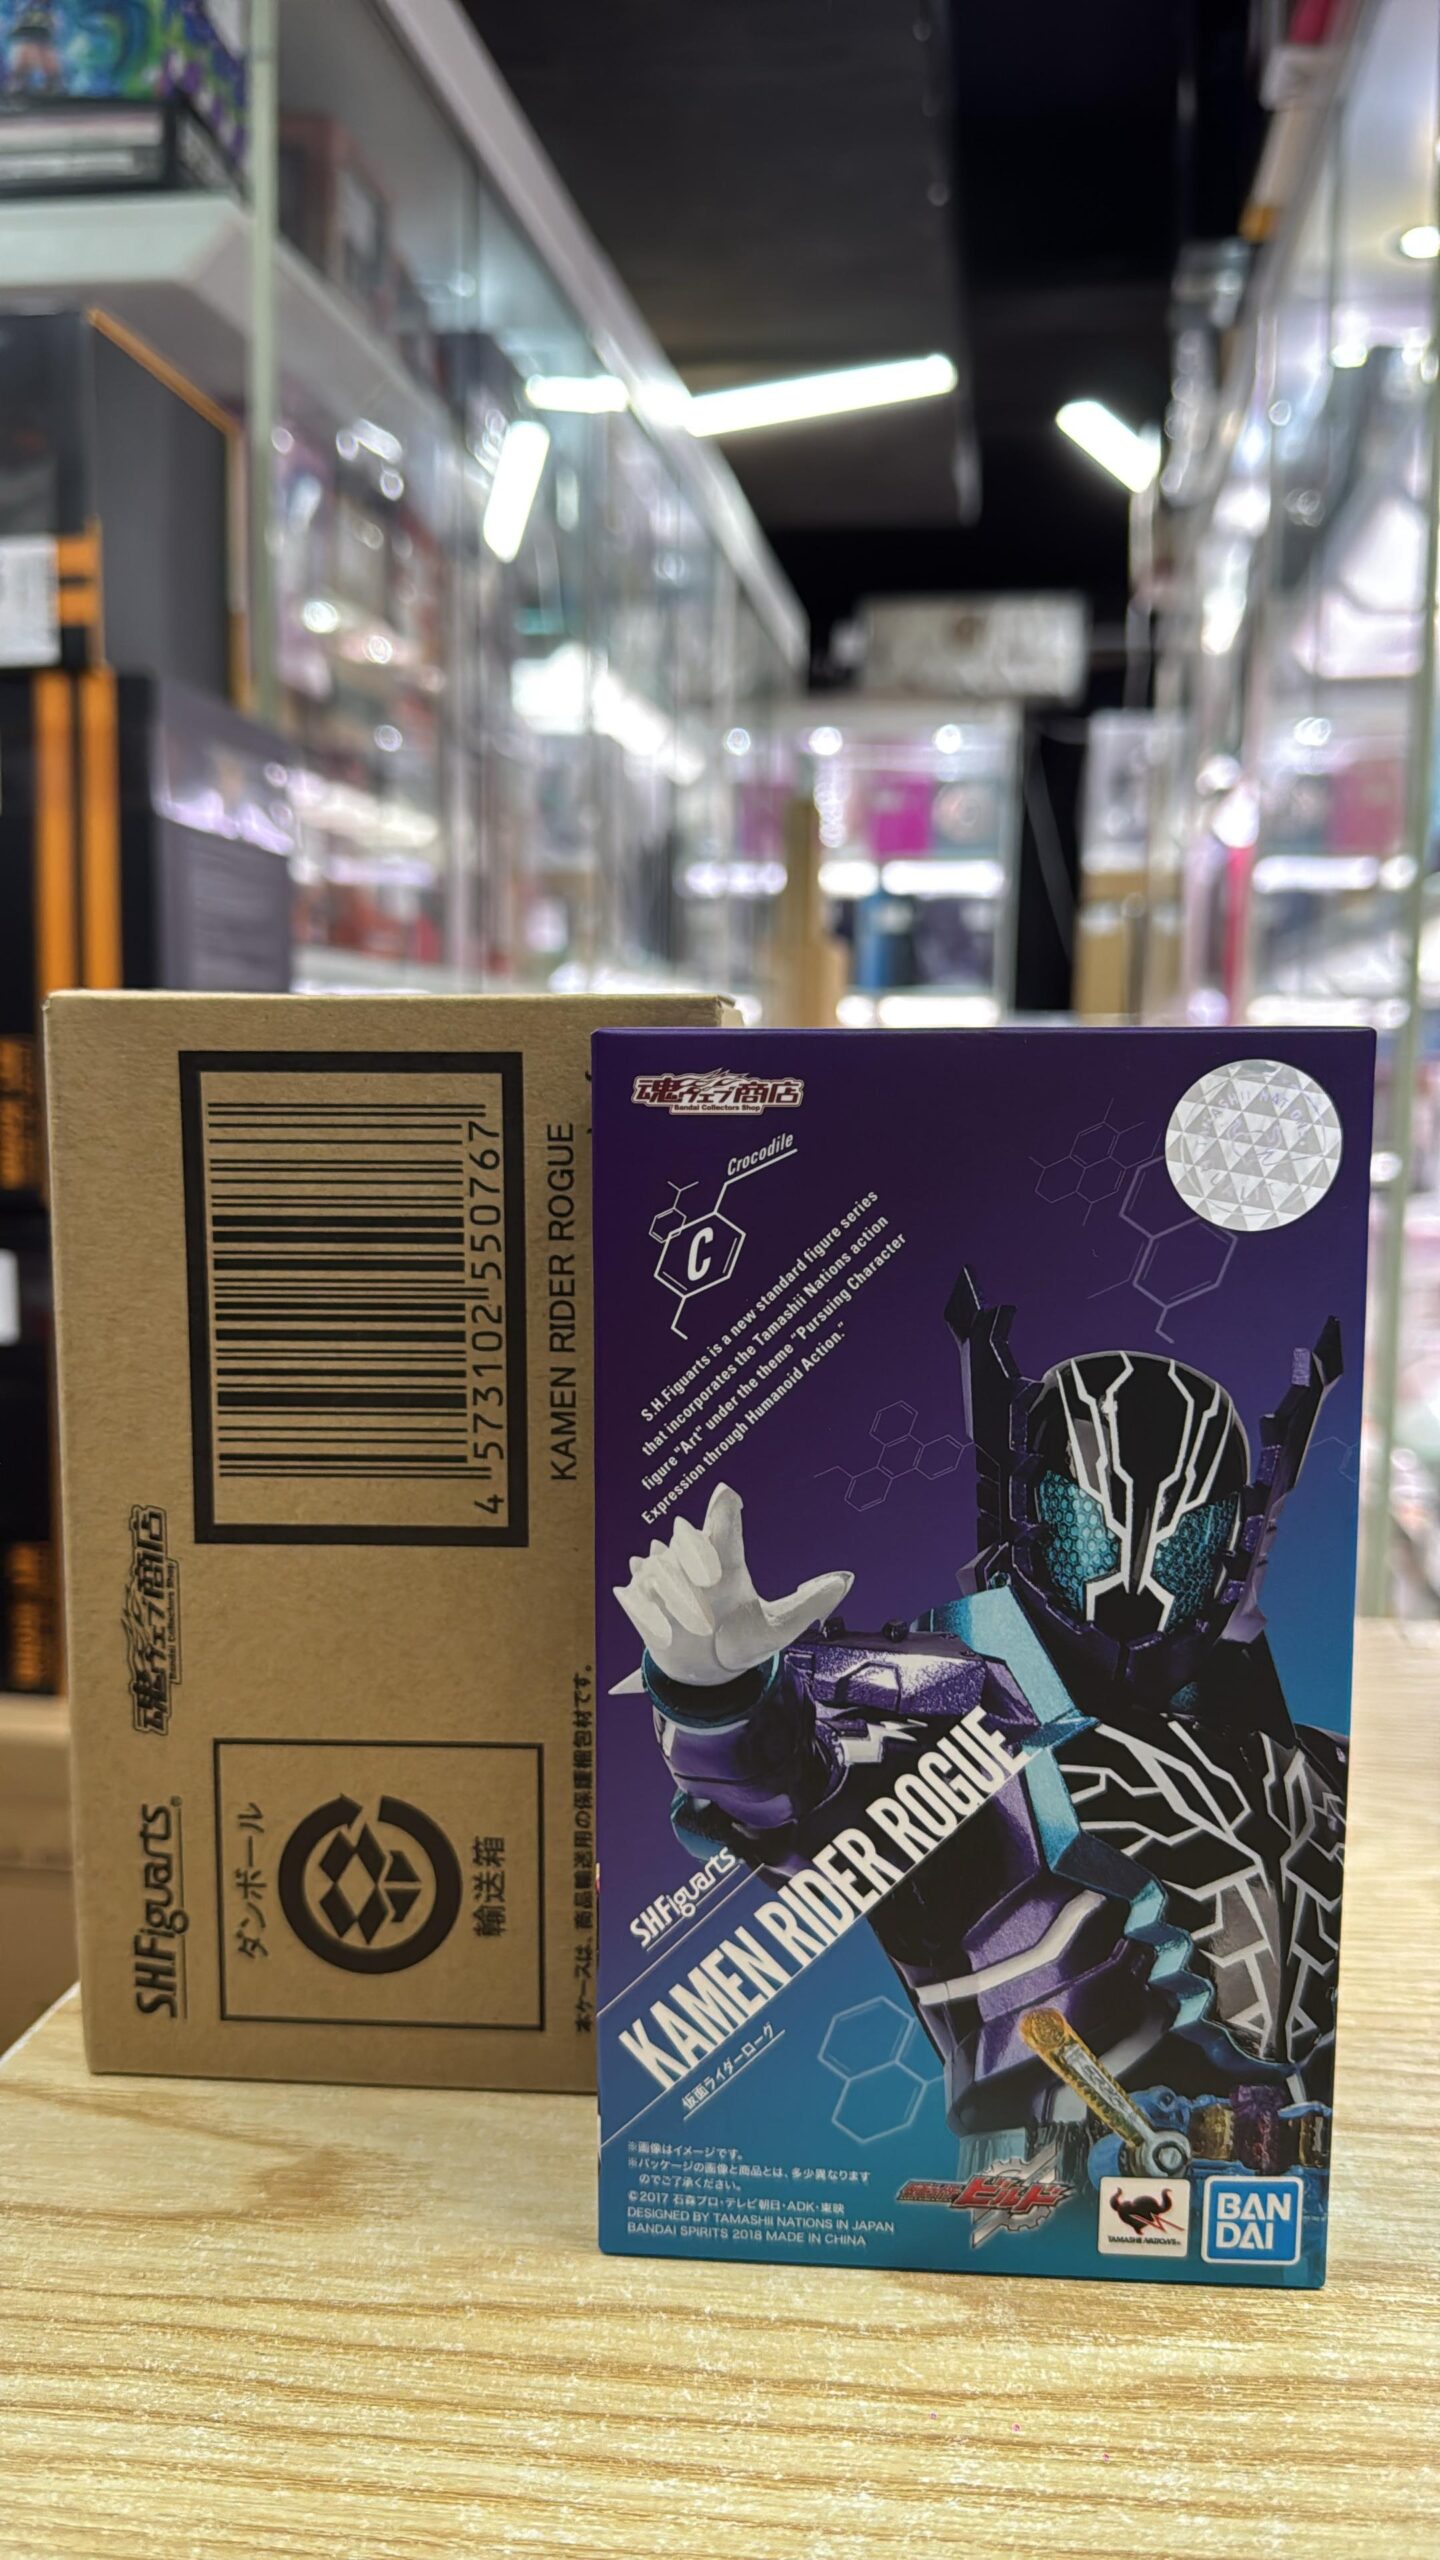 4 573102 550767
KAMEN RIDER ROGUE
魂ウェブ商店
Bandai Collectors Shop
S.H.Figuarts®
ダンボール
輸送箱
本ケースは、商品輸送用の保護梱包材です。
魂ウェブ商店
Bandai Collectors Shop
Crocodile
C
S.H.Figuarts is a new standard figure series
that incorporates the Tamashii Nations action
figure "Art" under the theme "Pursuing Character
Expression through Humanoid Action."
S.H.Figuarts
KAMEN RIDER ROGUE
仮面ライダーローグ
※画像はイメージです。
※パッケージの画像と商品とは、多少異なります
のでご了承ください。
©2017 石森プロ・テレビ朝日・ADK・東映
DESIGNED BY TAMASHII NATIONS IN JAPAN
BANDAI SPIRITS 2018 MADE IN CHINA
ビルド
TAMASHII NATIONS
BAN
DAI